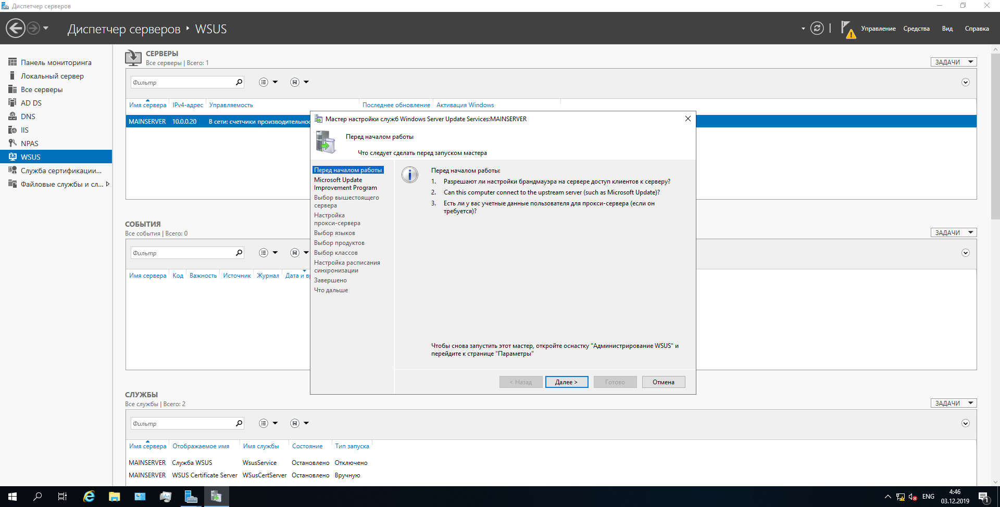 Диспетчер серверов
Диспетчер серверов ‣ WSUS
Управление Средства Вид Справка
Панель мониторинга
Локальный сервер
Все серверы
AD DS
DNS
IIS
NPAS
WSUS
Служба сертификации...
Файловые службы и сл...
СЕРВЕРЫ
Все серверы | Всего: 1
ЗАДАЧИ
Фильтр
Имя сервера IPv4-адрес Управляемость Последнее обновление Активация Windows
MAINSERVER 10.0.0.20 В сети: счетчики производительнос
СОБЫТИЯ
Все события | Всего: 0
ЗАДАЧИ
Фильтр
Имя сервера Код Важность Источник Журнал Дата и вр
СЛУЖБЫ
Все службы | Всего: 2
ЗАДАЧИ
Фильтр
Имя сервера Отображаемое имя Имя службы Состояние Тип запуска
MAINSERVER Служба WSUS WsusService Остановлено Отключено
MAINSERVER WSUS Certificate Server WSusCertServer Остановлено Вручную
Мастер настройки служб Windows Server Update Services:MAINSERVER
Перед началом работы
Что следует сделать перед запуском мастера
Перед началом работы
Microsoft Update
Improvement Program
Выбор вышестоящего
сервера
Настройка
прокси-сервера
Выбор языков
Выбор продуктов
Выбор классов
Настройка расписания
синхронизации
Завершено
Что дальше
Перед началом работы:
1. Разрешают ли настройки брандмауэра на сервере доступ клиентов к серверу?
2. Can this computer connect to the upstream server (such as Microsoft Update)?
3. Есть ли у вас учетные данные пользователя для прокси-сервера (если он
требуется)?
Чтобы снова запустить этот мастер, откройте оснастку "Администрирование WSUS" и
перейдите к странице "Параметры"
< Назад Далее > Готово Отмена
ENG
4:46
03.12.2019
1